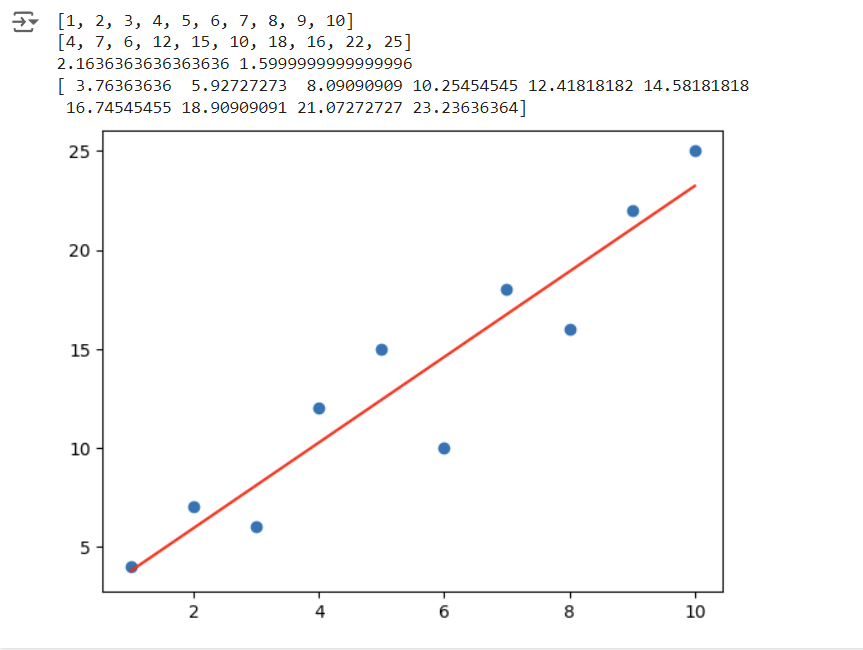 [1, 2, 3, 4, 5, 6, 7, 8, 9, 10]
[4, 7, 6, 12, 15, 10, 18, 16, 22, 25]
2.1636363636363636 1.5999999999999996
[ 3.76363636  5.92727273  8.09090909 10.25454545 12.41818182 14.58181818
 16.74545455 18.90909091 21.07272727 23.23636364]
25
20
15
10
5
2 4 6 8 10